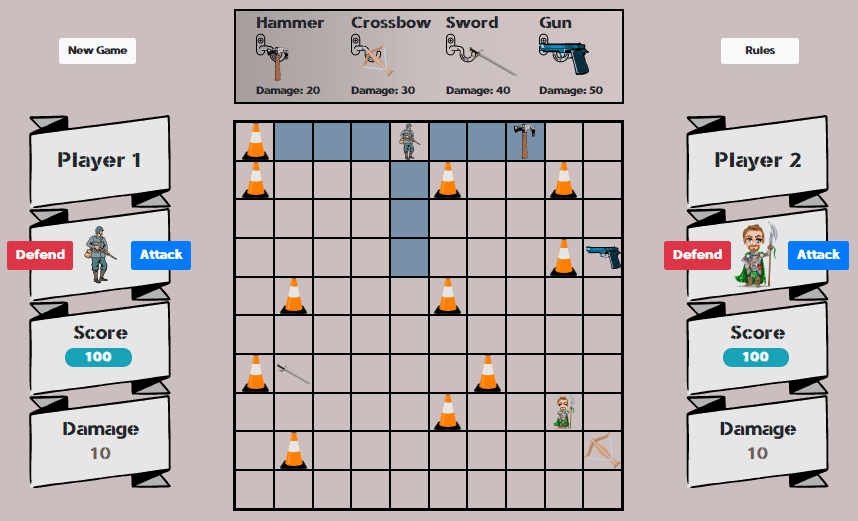 New Game
Hammer Crossbow Sword Gun
Damage: 20 Damage: 30 Damage: 40 Damage: 50
Rules
Player 1
Defend Attack
Score
100
Damage
10
Player 2
Defend Attack
Score
100
Damage
10